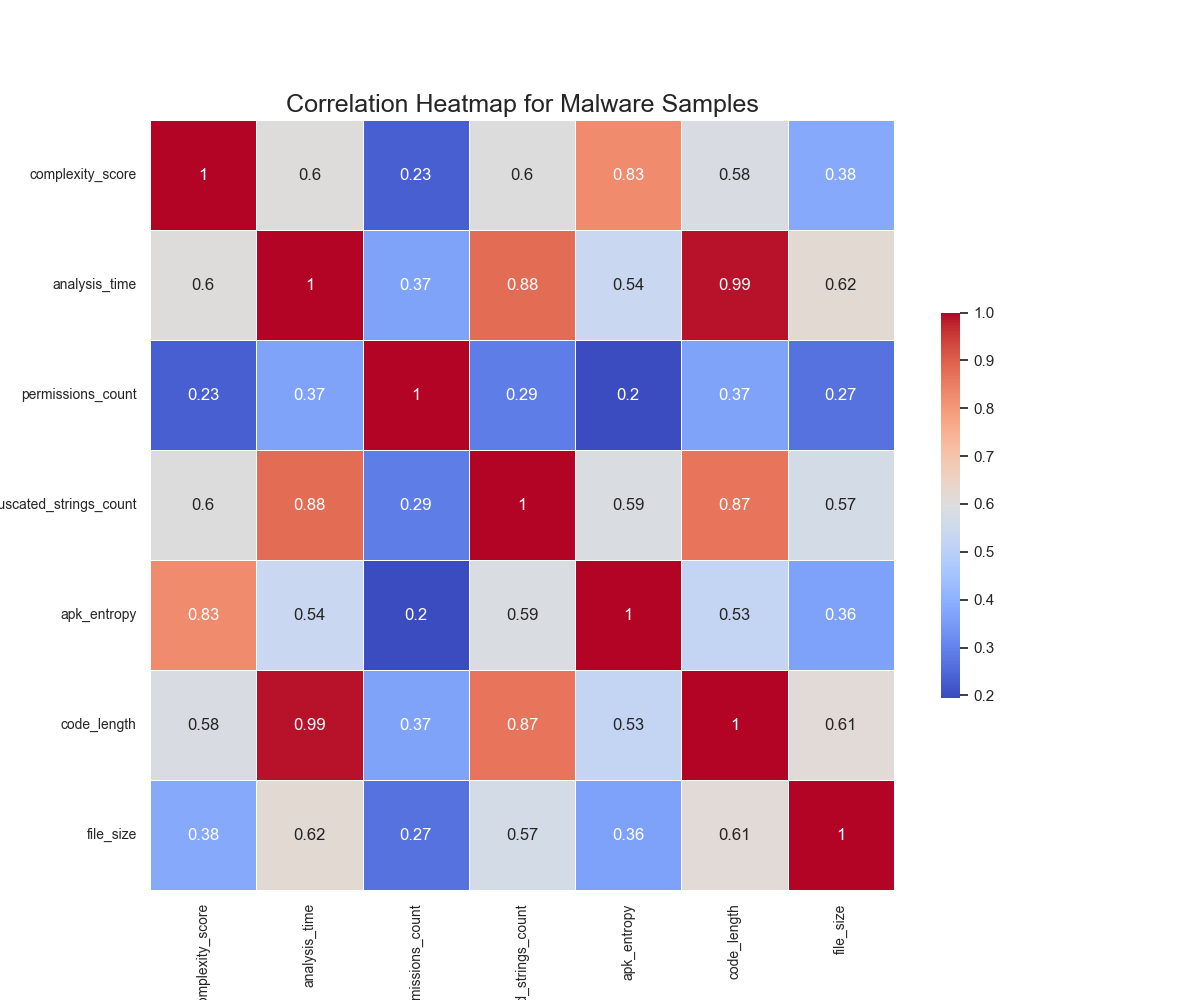 Correlation Heatmap for Malware Samples
complexity_score 1 0.6 0.23 0.6 0.83 0.58 0.38
analysis_time 0.6 1 0.37 0.88 0.54 0.99 0.62
permissions_count 0.23 0.37 1 0.29 0.2 0.37 0.27
uscated_strings_count 0.6 0.88 0.29 1 0.59 0.87 0.57
apk_entropy 0.83 0.54 0.2 0.59 1 0.53 0.36
code_length 0.58 0.99 0.37 0.87 0.53 1 0.61
file_size 0.38 0.62 0.27 0.57 0.36 0.61 1
omplexity_score
analysis_time
missions_count
d_strings_count
apk_entropy
code_length
file_size
1.0
0.9
0.8
0.7
0.6
0.5
0.4
0.3
0.2